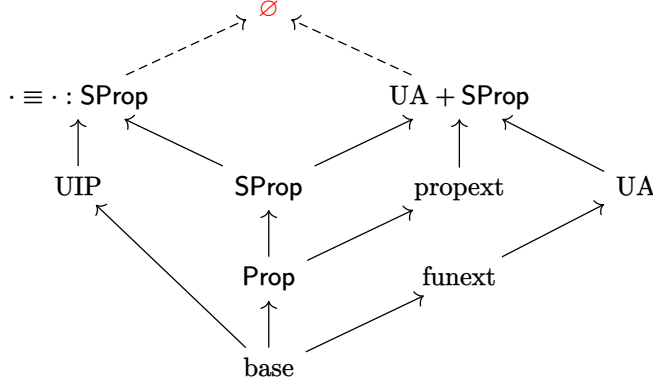 ∅
· ≡ · : SProp UA + SProp
UIP SProp propext UA
Prop funext
base